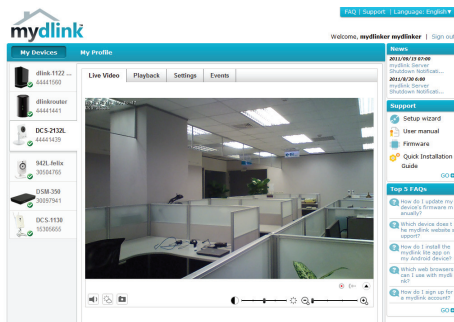 FAQ | Support | Language: English ▾
mydlink
Welcome, mydlinker mydlinker | Sign out
My Devices
My Profile
dlink-1122 ...
44441560
dlinkrouter
44441441
DCS-2132L
44441439
942L.felix
30504765
DSM-350
30097941
DCS-1130
16305655
Live Video
Playback
Settings
Events
News
2011/09/15 07:00
mydlink Server
Shutdown Notificati...
2011/8/30 6:00
mydlink Server
Shutdown Notificati...
Support
Setup wizard
User manual
Firmware
Quick Installation
Guide
GO
Top 5 FAQs
How do I update my
device's firmware m
anually?
Which device does t
he mydlink website s
upport?
How do I install the
mydlink lite app on
my Android device?
Which web browsers
can I use with mydli
nk?
How do I sign up for
a mydlink account?
GO